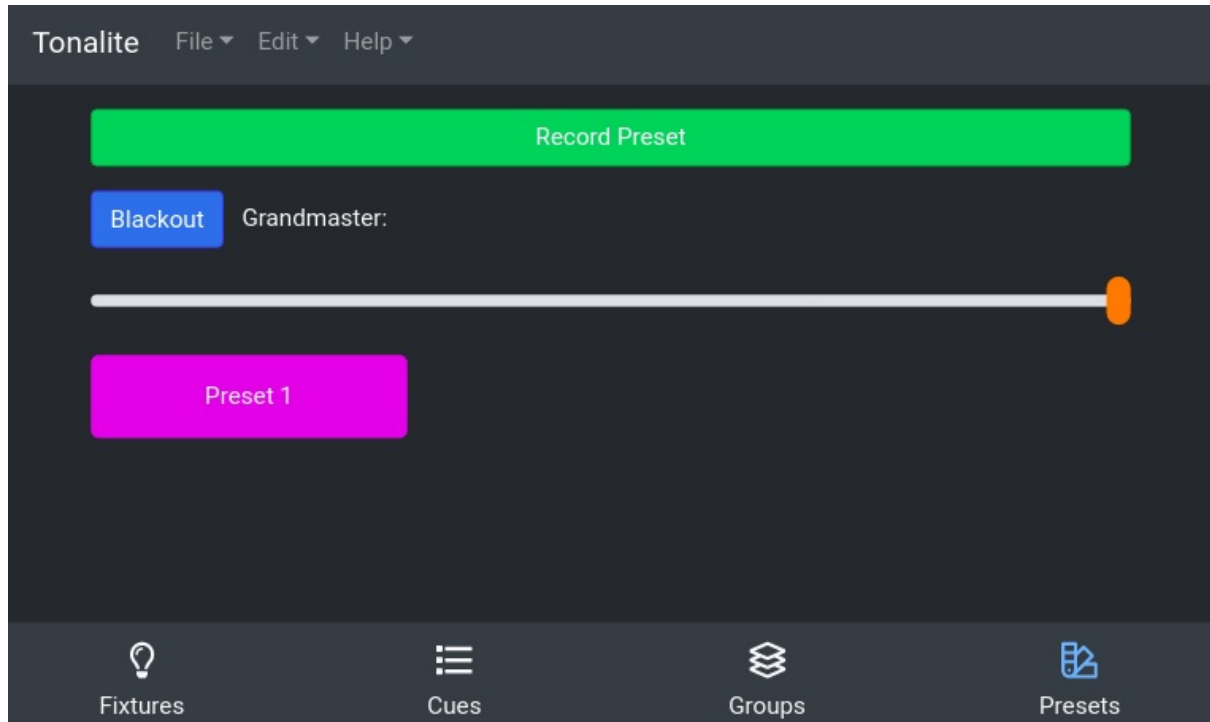 Tonalite File Edit Help
Record Preset
Blackout Grandmaster:
Preset 1
Fixtures Cues Groups Presets